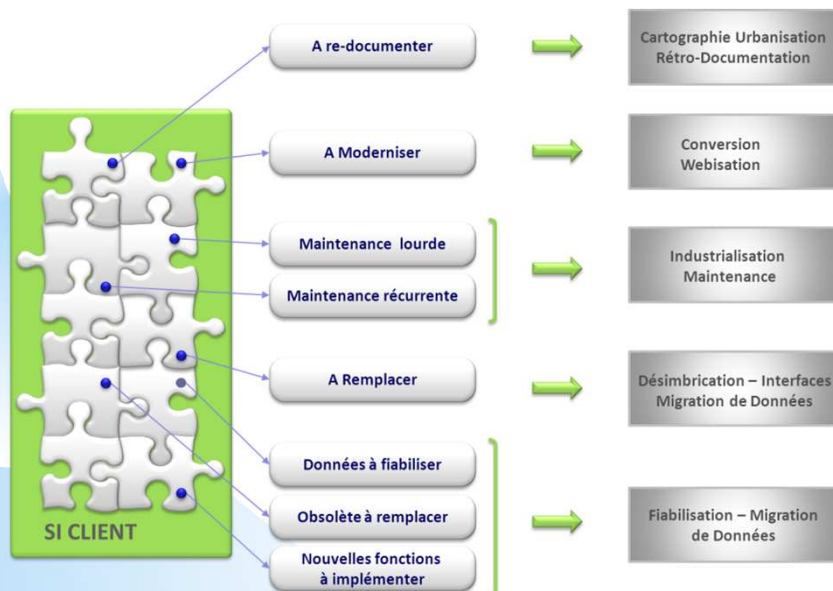 A re-documenter
Cartographie Urbanisation
Rétro-Documentation
A Moderniser
Conversion
Webisation
Maintenance lourde
Maintenance récurrente
Industrialisation
Maintenance
A Remplacer
Désimbrication – Interfaces
Migration de Données
Données à fiabiliser
Obsolète à remplacer
Nouvelles fonctions
à implémenter
Fiabilisation – Migration
de Données
SI CLIENT